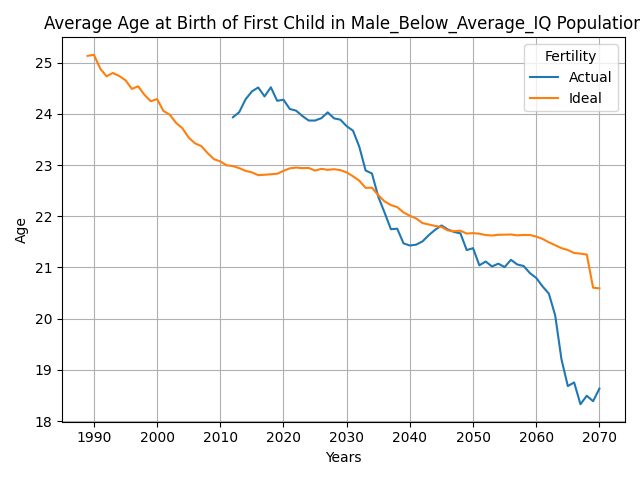 Average Age at Birth of First Child in Male_Below_Average_IQ Population
25
24
23
22
21
20
19
18
Age
Fertility
Actual
Ideal
1990
2000
2010
2020
2030
2040
2050
2060
2070
Years